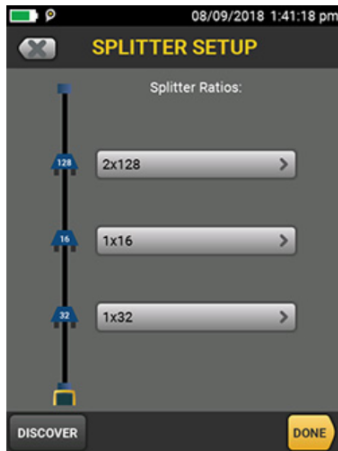 08/09/2018 1:41:18 pm
SPLITTER SETUP
Splitter Ratios:
128
2x128
16
1x16
32
1x32
DISCOVER
DONE